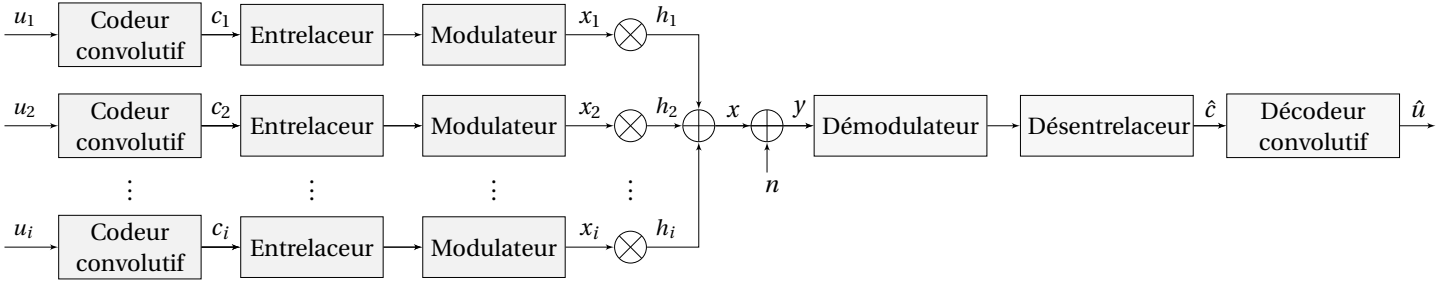 u₁ Codeur convolutif c₁ Entrelaceur Modulateur x₁ h₁
u₂ Codeur convolutif c₂ Entrelaceur Modulateur x₂ h₂ x y Démodulateur Désentrelaceur ĉ Décodeur convolutif û
n
⋮ ⋮ ⋮ ⋮
uᵢ Codeur convolutif cᵢ Entrelaceur Modulateur xᵢ hᵢ